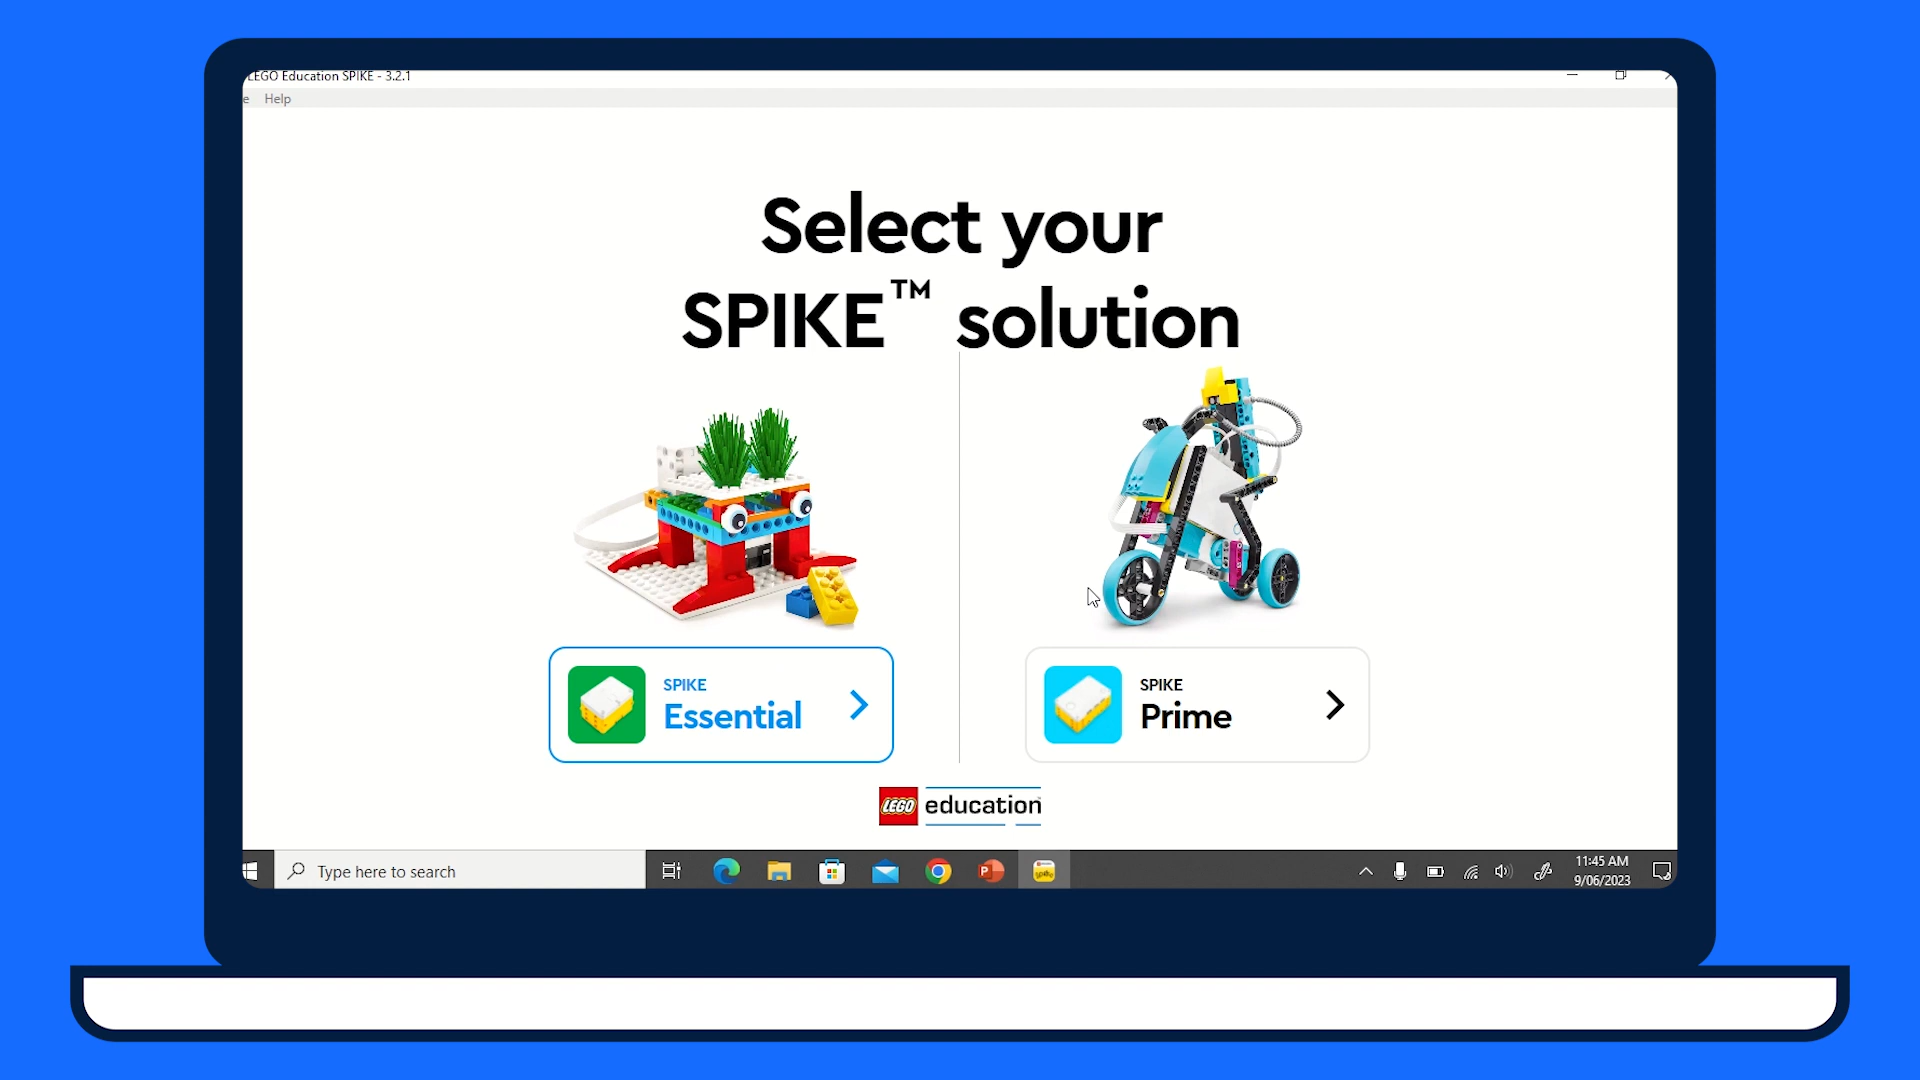 LEGO Education SPIKE - 3.2.1
e Help
Select your
SPIKE™ solution
SPIKE
Essential
SPIKE
Prime
LEGO education
Type here to search
11:45 AM
9/06/2023